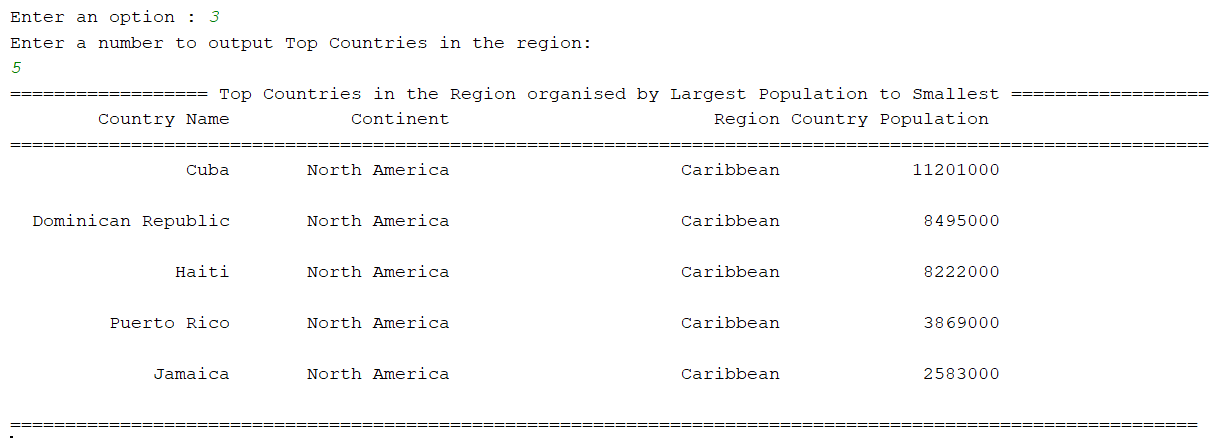 Enter an option : 3
Enter a number to output Top Countries in the region:
5
================== Top Countries in the Region organised by Largest Population to Smallest ==================
Country Name Continent Region Country Population
=============================================================================================================
Cuba North America Caribbean 11201000
Dominican Republic North America Caribbean 8495000
Haiti North America Caribbean 8222000
Puerto Rico North America Caribbean 3869000
Jamaica North America Caribbean 2583000
============================================================================================================